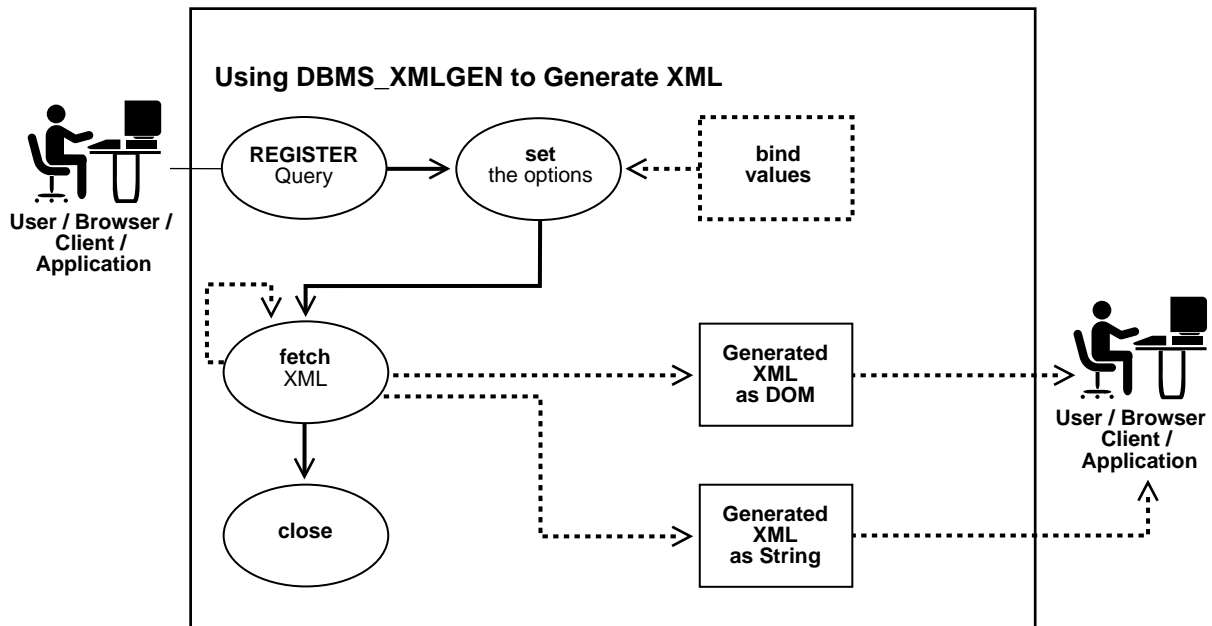 Using DBMS_XMLGEN to Generate XML
User / Browser /
Client /
Application
REGISTER
Query
set
the options
bind
values
fetch
XML
Generated
XML
as DOM
User / Browser
Client /
Application
close
Generated
XML
as String